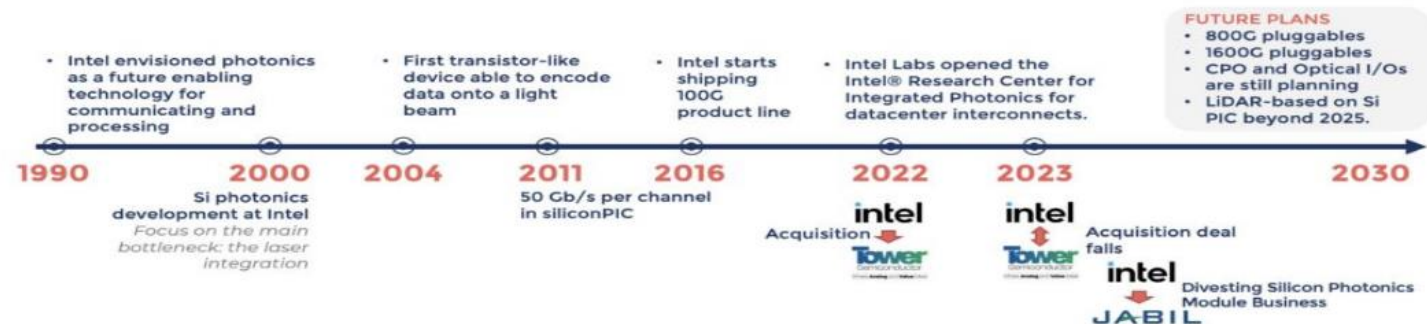 • Intel envisioned photonics
as a future enabling
technology for
communicating and
processing
• First transistor-like
device able to encode
data onto a light
beam
• Intel starts
shipping
100G
product line
• Intel Labs opened the
Intel® Research Center for
Integrated Photonics for
datacenter interconnects.
FUTURE PLANS
• 800G pluggables
• 1600G pluggables
• CPO and Optical I/Os
are still planning
• LiDAR-based on Si
PIC beyond 2025.
1990 2000 2004 2011 2016 2022 2023 2030
Si photonics
development at Intel
Focus on the main
bottleneck: the laser
integration
50 Gb/s per channel
in siliconPIC
intel
Acquisition
Tower
Semiconductor
intel
Tower
Semiconductor
Acquisition deal
falls
intel
JABIL
Divesting Silicon Photonics
Module Business